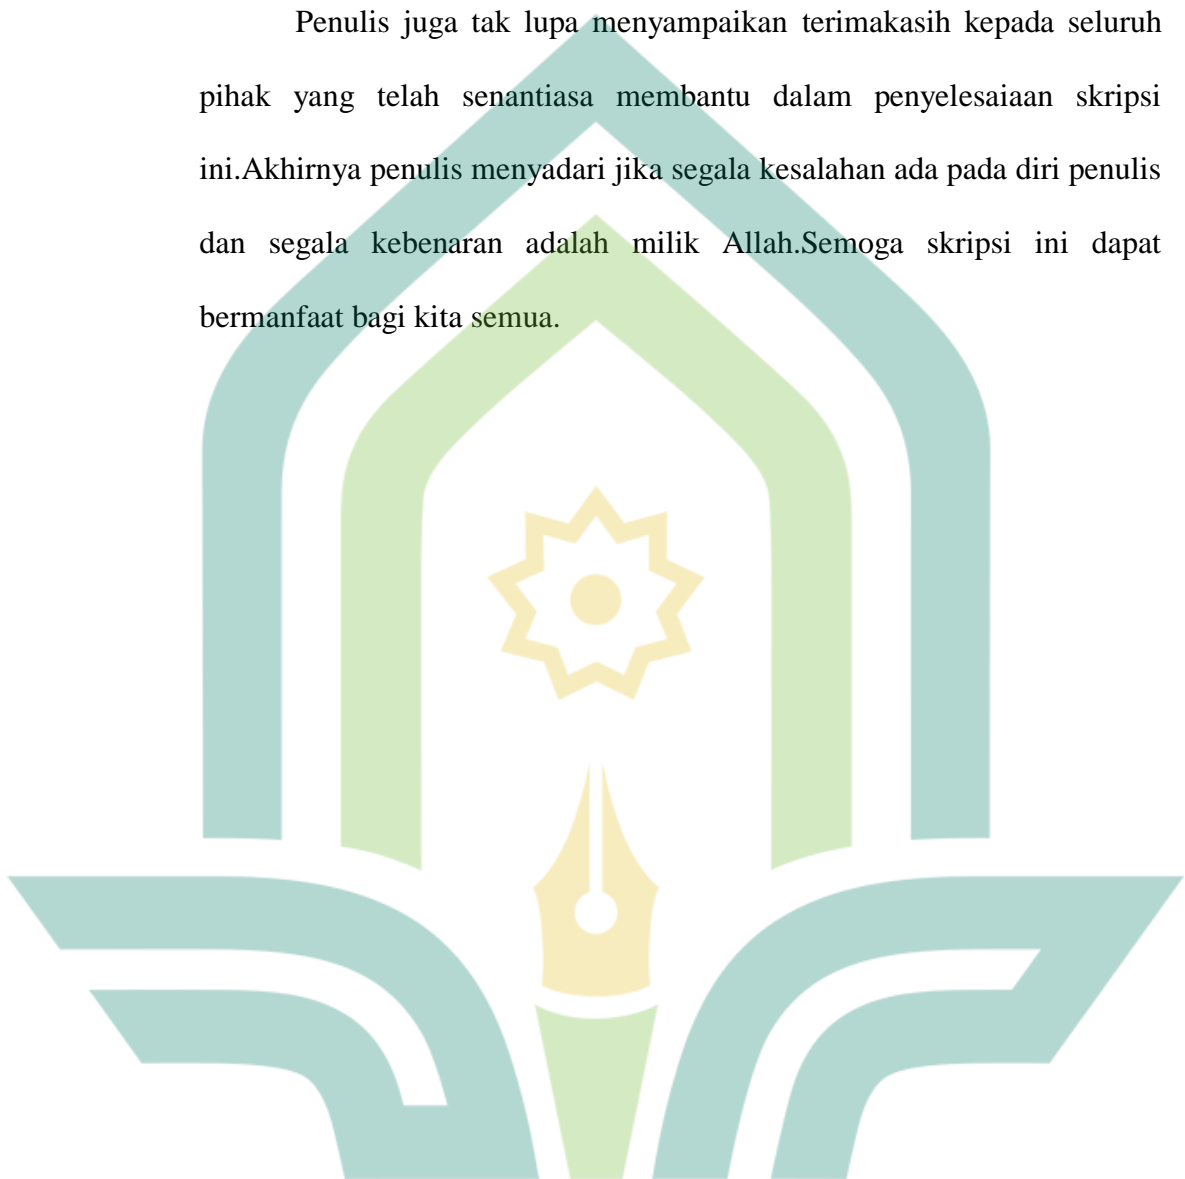 Penulis juga tak lupa menyampaikan terimakasih kepada seluruh
pihak yang telah senantiasa membantu dalam penyelesaiaan skripsi
ini.Akhirnya penulis menyadari jika segala kesalahan ada pada diri penulis
dan segala kebenaran adalah milik Allah.Semoga skripsi ini dapat
bermanfaat bagi kita semua.